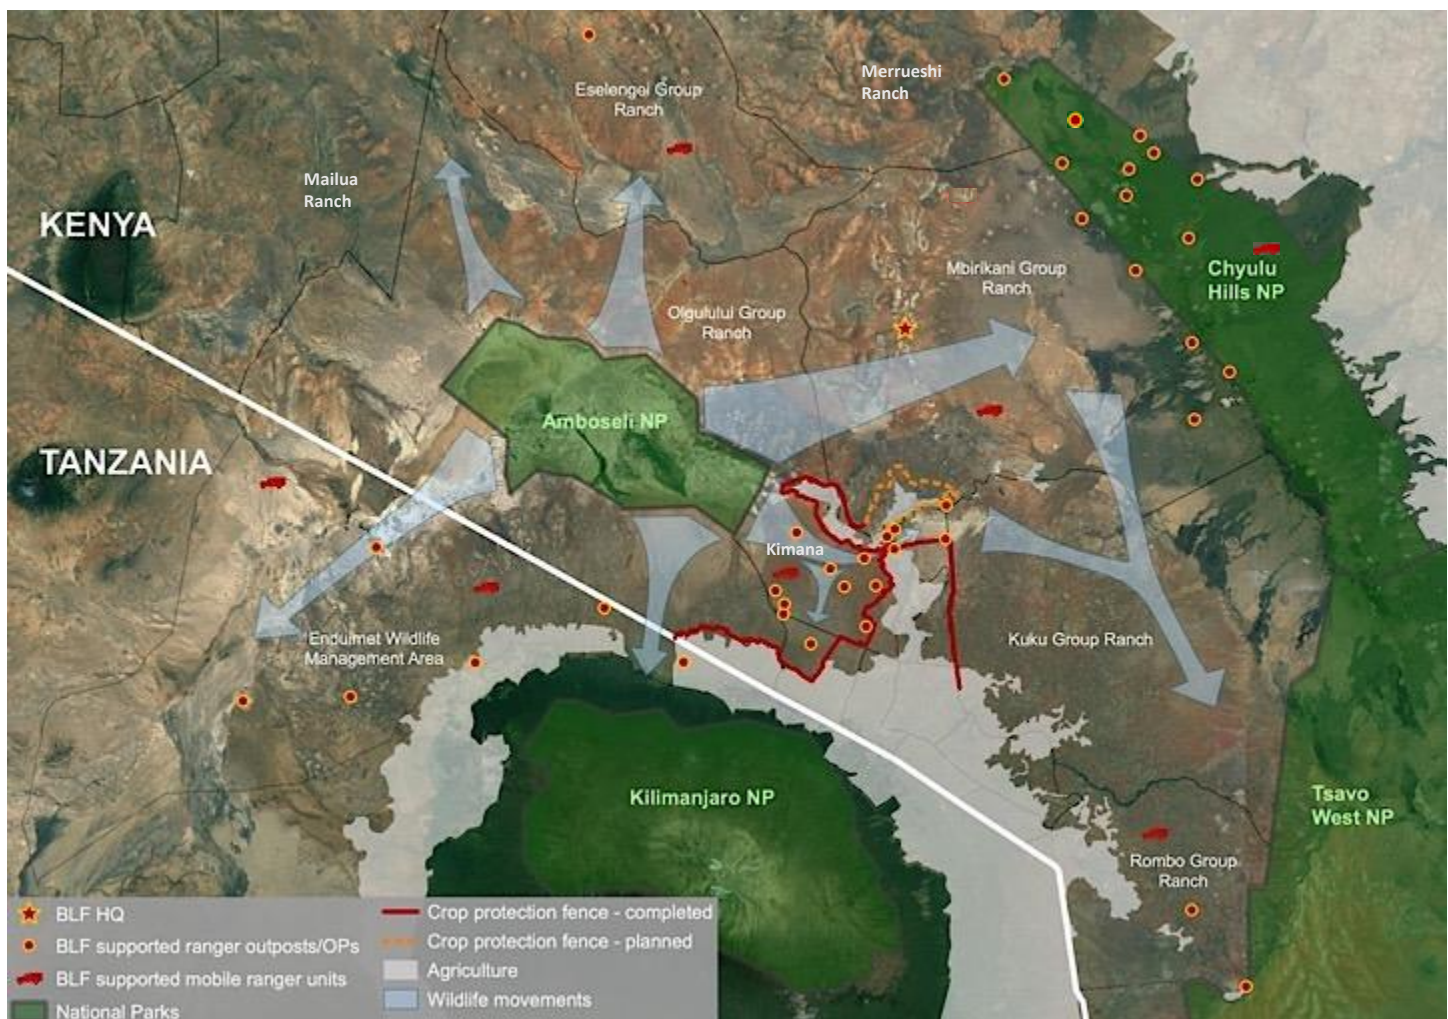 Merrueshi
Ranch
Eselengei Group
Ranch
Mailua
Ranch
KENYA
Mbirikani Group
Ranch
Chyulu
Hills NP
Olgulului Group
Ranch
Amboseli NP
TANZANIA
Kimana
Enduimet Wildlife
Management Area
Kuku Group Ranch
Kilimanjaro NP
Tsavo
West NP
Rombo Group
Ranch
BLF HQ
BLF supported ranger outposts/OPs
BLF supported mobile ranger units
National Parks
Crop protection fence - completed
Crop protection fence - planned
Agriculture
Wildlife movements